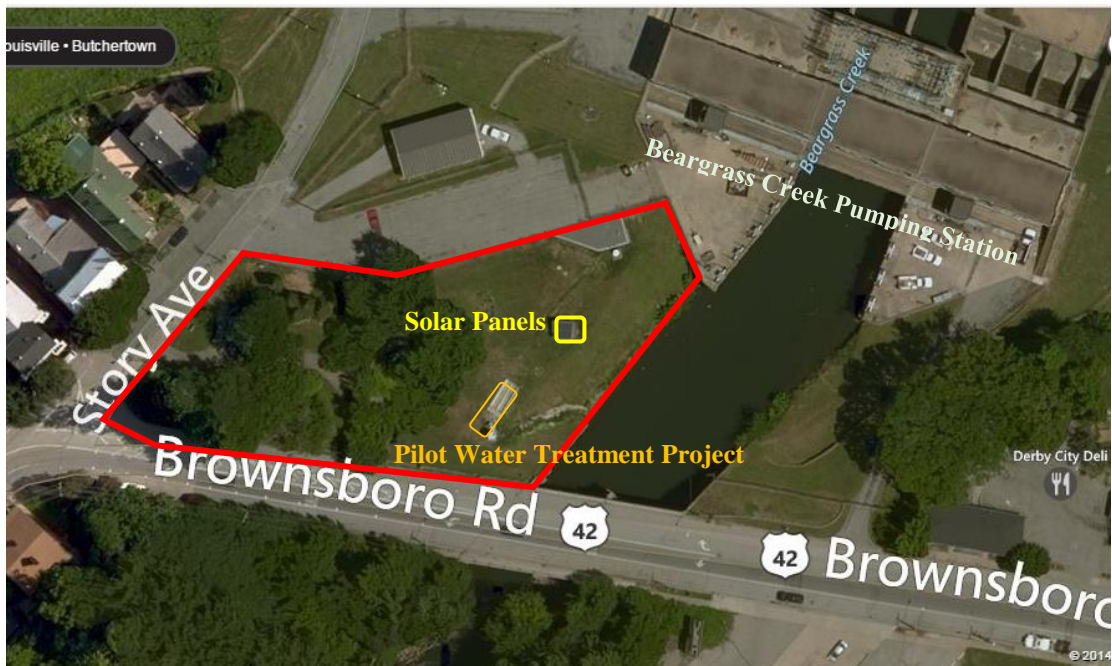 ouisville • Butchertown
Beargrass Creek
Beargrass Creek Pumping Station
Story Ave
Solar Panels
Pilot Water Treatment Project
Derby City Deli
Brownsboro Rd
42
42
Brownsboro
© 2014